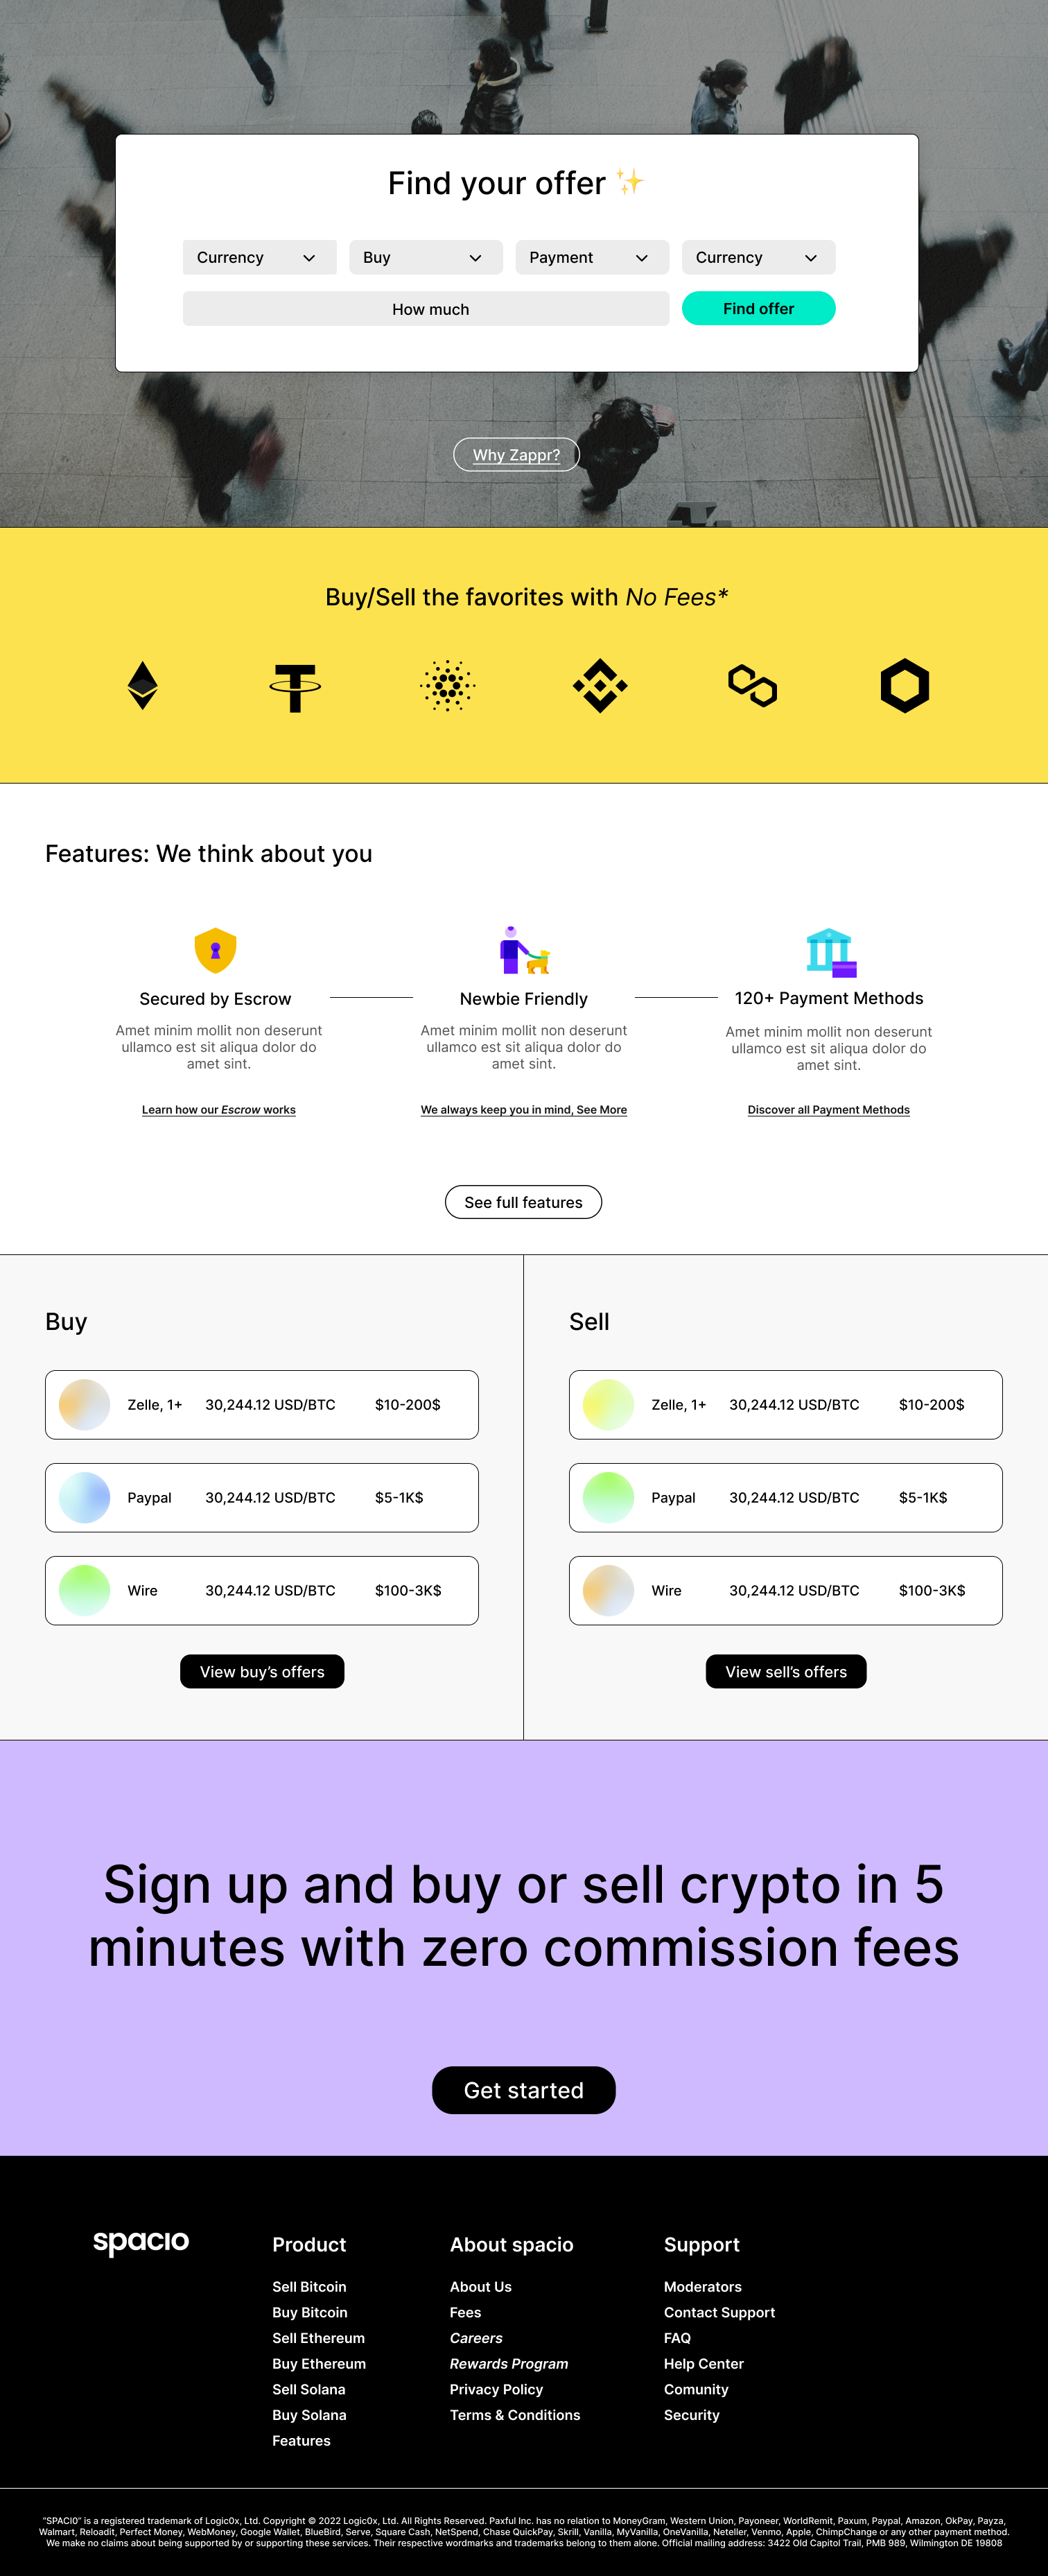 Find your offer ✨
Currency
Buy
Payment
Currency
How much
Find offer
Why Zappr?
Buy/Sell the favorites with No Fees*
Features: We think about you
Secured by Escrow
Amet minim mollit non deserunt
ullamco est sit aliqua dolor do
amet sint.
Learn how our Escrow works
Newbie Friendly
Amet minim mollit non deserunt
ullamco est sit aliqua dolor do
amet sint.
We always keep you in mind, See More
120+ Payment Methods
Amet minim mollit non deserunt
ullamco est sit aliqua dolor do
amet sint.
Discover all Payment Methods
See full features
Buy
Zelle, 1+ 30,244.12 USD/BTC $10-200$
Paypal 30,244.12 USD/BTC $5-1K$
Wire 30,244.12 USD/BTC $100-3K$
View buy’s offers
Sell
Zelle, 1+ 30,244.12 USD/BTC $10-200$
Paypal 30,244.12 USD/BTC $5-1K$
Wire 30,244.12 USD/BTC $100-3K$
View sell’s offers
Sign up and buy or sell crypto in 5
minutes with zero commission fees
Get started
spacio
Product
Sell Bitcoin
Buy Bitcoin
Sell Ethereum
Buy Ethereum
Sell Solana
Buy Solana
Features
About spacio
About Us
Fees
Careers
Rewards Program
Privacy Policy
Terms & Conditions
Support
Moderators
Contact Support
FAQ
Help Center
Comunity
Security
“SPACI0” is a registered trademark of Logic0x, Ltd. Copyright © 2022 Logic0x, Ltd. All Rights Reserved. Paxful Inc. has no relation to MoneyGram, Western Union, Payoneer, WorldRemit, Paxum, Paypal, Amazon, OkPay, Payza,
Walmart, Reloadit, Perfect Money, WebMoney, Google Wallet, BlueBird, Serve, Square Cash, NetSpend, Chase QuickPay, Skrill, Vanilla, MyVanilla, OneVanilla, Neteller, Venmo, Apple, ChimpChange or any other payment method.
We make no claims about being supported by or supporting these services. Their respective wordmarks and trademarks belong to them alone. Official mailing address: 3422 Old Capitol Trail, PMB 989, Wilmington DE 19808